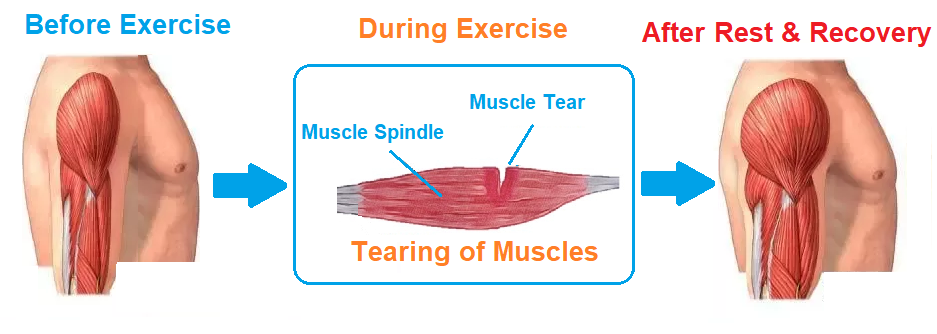 Before Exercise
During Exercise
After Rest & Recovery
Muscle Tear
Muscle Spindle
Tearing of Muscles